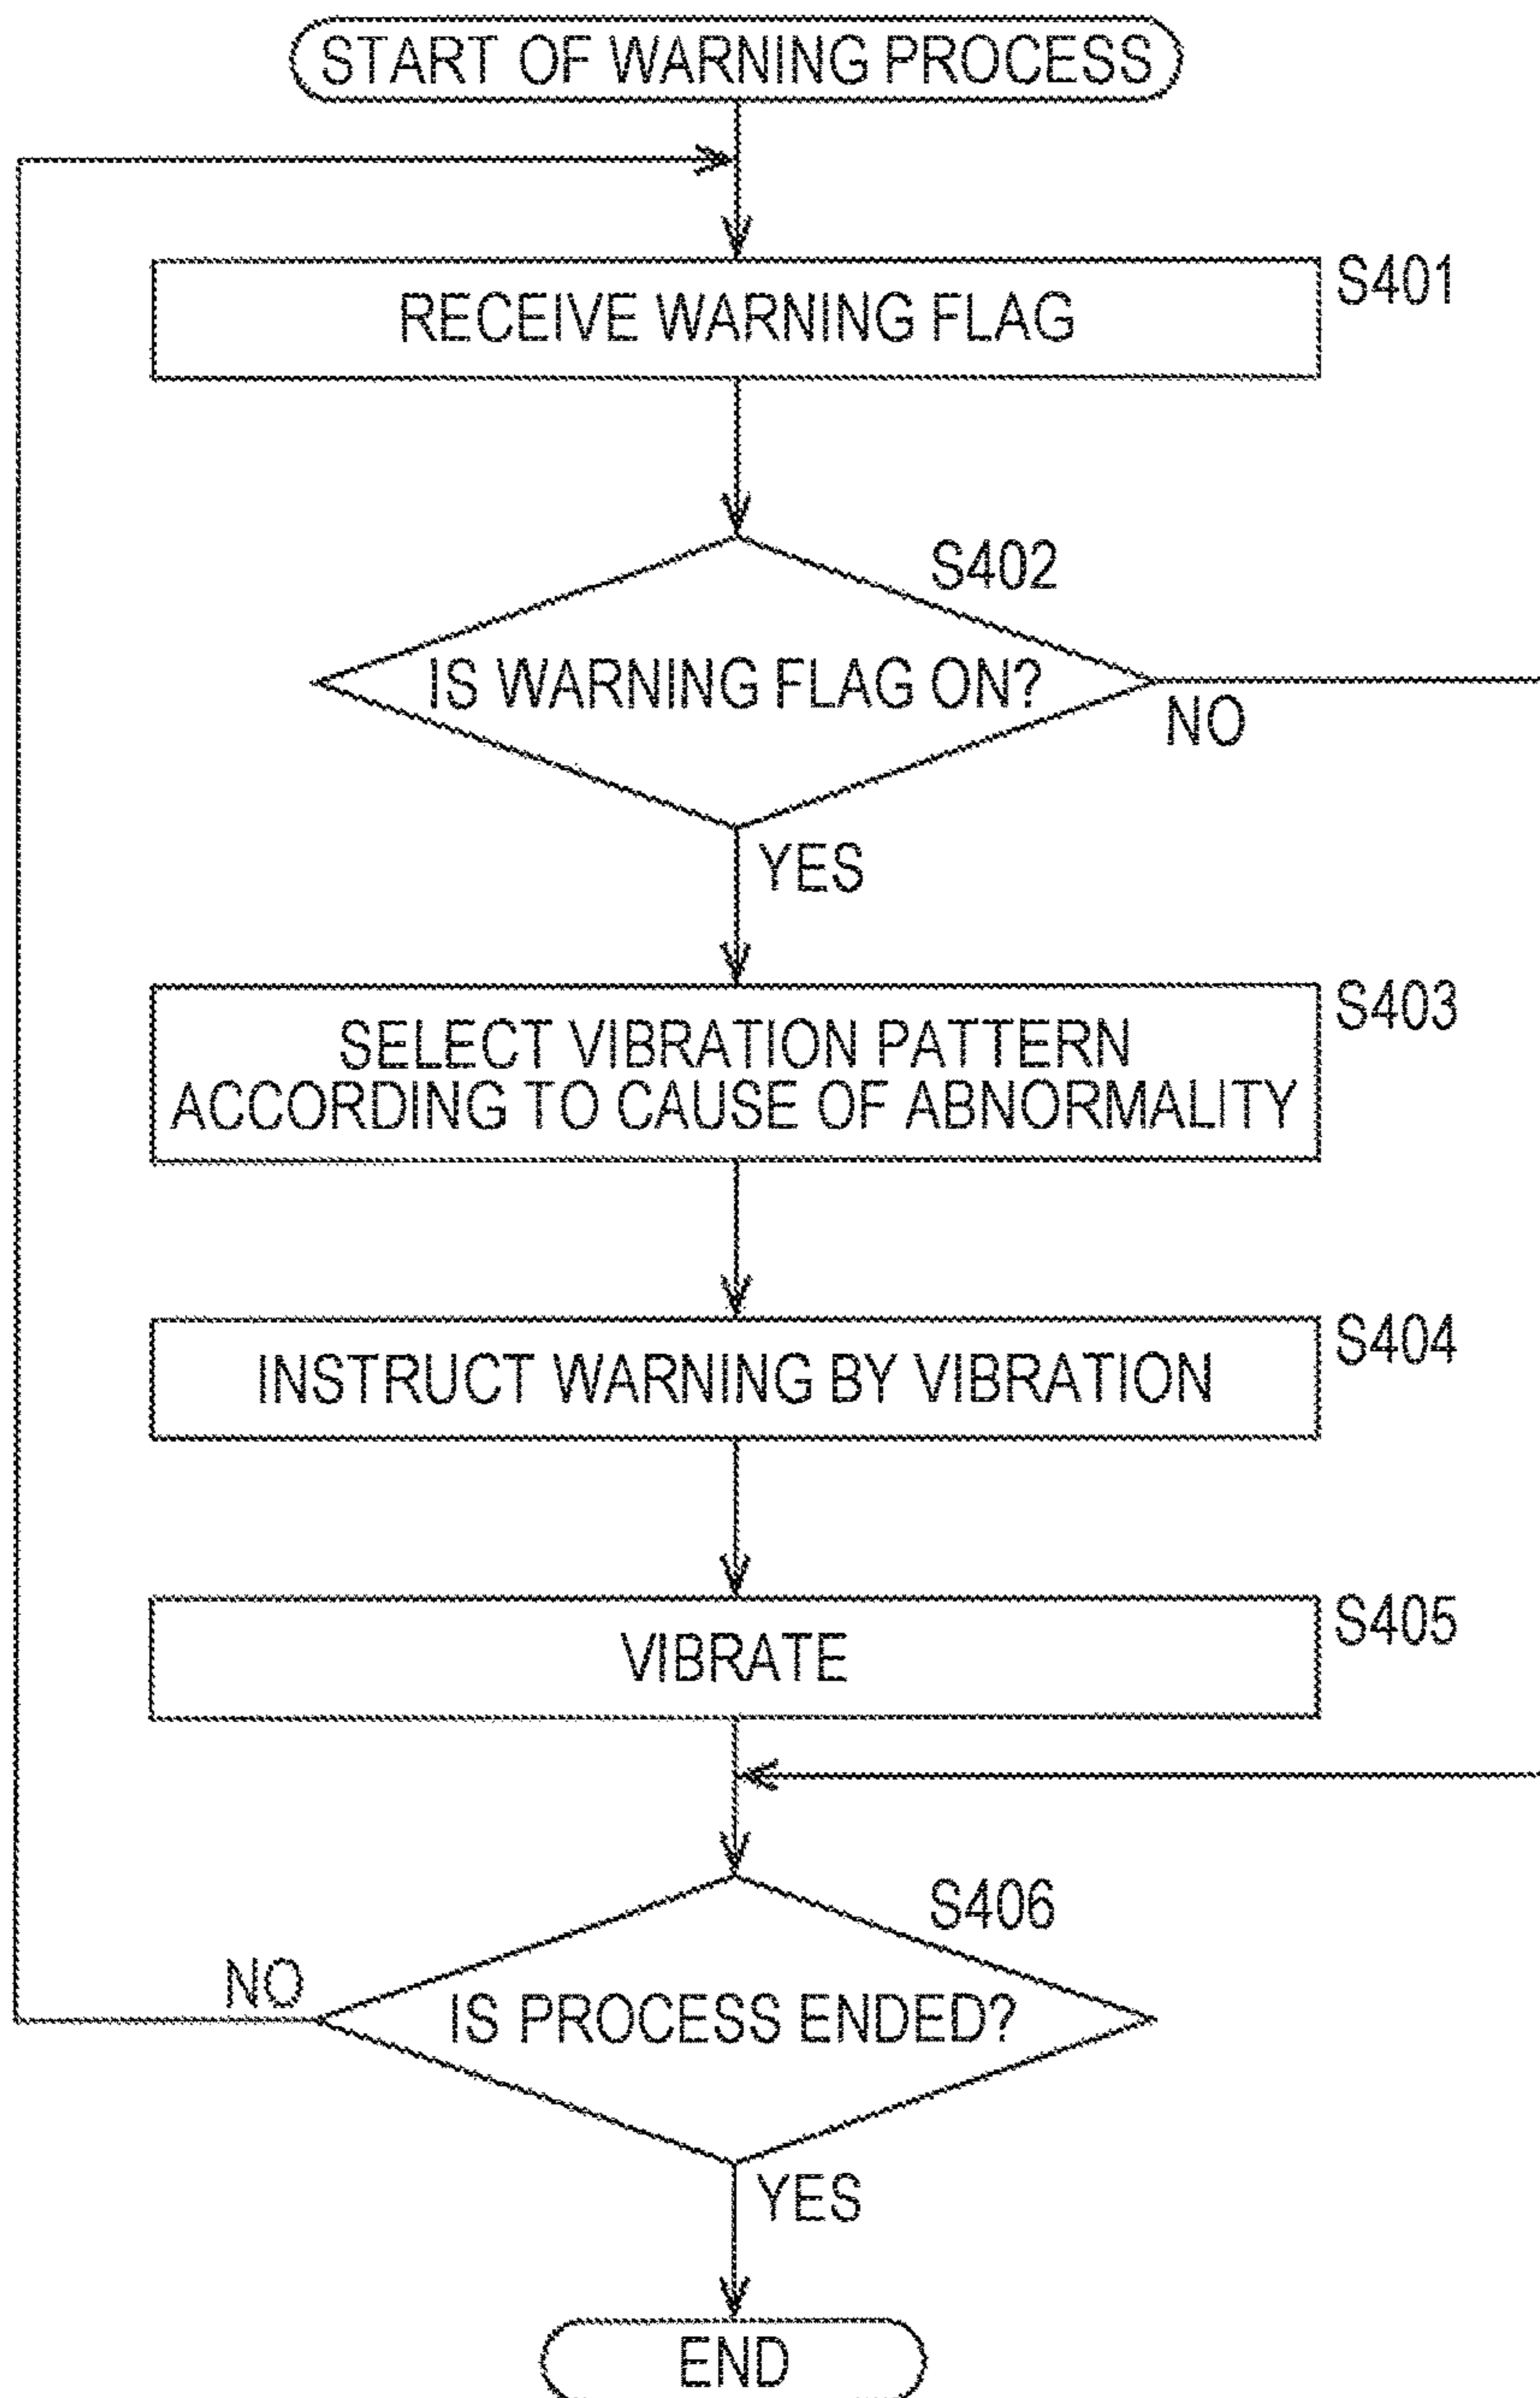 START OF WARNING PROCESS
RECEIVE WARNING FLAG
S401
S402
IS WARNING FLAG ON?
NO
YES
SELECT VIBRATION PATTERN
ACCORDING TO CAUSE OF ABNORMALITY
S403
INSTRUCT WARNING BY VIBRATION
S404
VIBRATE
S405
S406
NO
IS PROCESS ENDED?
YES
END